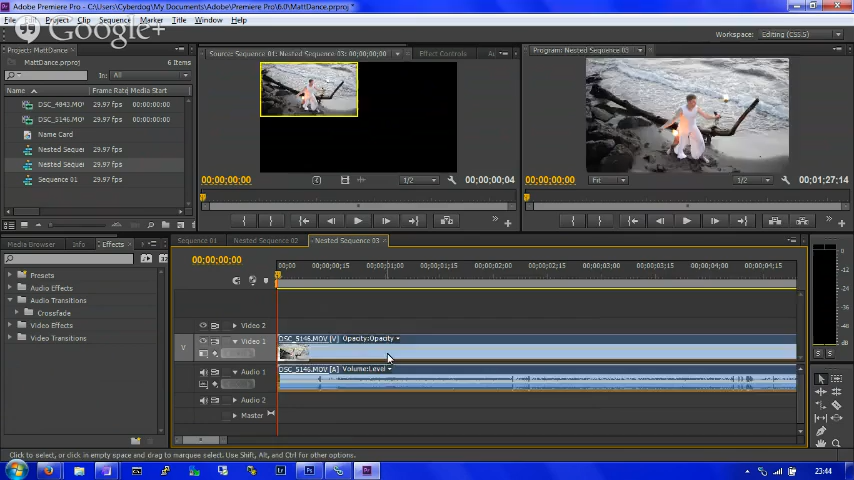 Adobe Premiere Pro - C:\Users\Cyberdog\My Documents\Adobe\Premiere Pro\6.0\MattDance.prproj *
File Edit Project Clip Sequence Marker Title Window Help
Google+
Workspace: Editing (CS5.5)
Project: MattDance
MattDance.prproj
6 Items
In: All
Name Frame Rate Media Start
DSC_4843.MO 29.97 fps 00:00:00:00
DSC_5146.MO 29.97 fps 00:00:00:00
Name Card
Nested Seque 29.97 fps
Nested Seque 29.97 fps
Sequence 01 29.97 fps
Source: Sequence 01: Nested Sequence 03: 00:00:00:00
Effect Controls
Au
00:00:00:00 1/2 00:00:00:04
Program: Nested Sequence 03
00:00:00:00 Fit 1/2 00:01:27:14
Media Browser Info Effects
Presets
Audio Effects
Audio Transitions
Crossfade
Video Effects
Video Transitions
Sequence 01 Nested Sequence 02 Nested Sequence 03
00:00:00:00
00;00 00;00;00;15 00;00;01;00 00;00;01;15 00;00;02;00 00;00;02;15 00;00;03;00 00;00;03;15 00;00;04;00 00;00;04;15
Video 2
V Video 1 DSC_5146.MOV [V] Opacity:Opacity
Audio 1 DSC_5146.MOV [A] Volume:Level
Audio 2
Master
0
dB
S S
Click to select, or click in empty space and drag to marquee select. Use Shift, Alt, and Ctrl for other options.
Lr
Ps
Pr
23:44